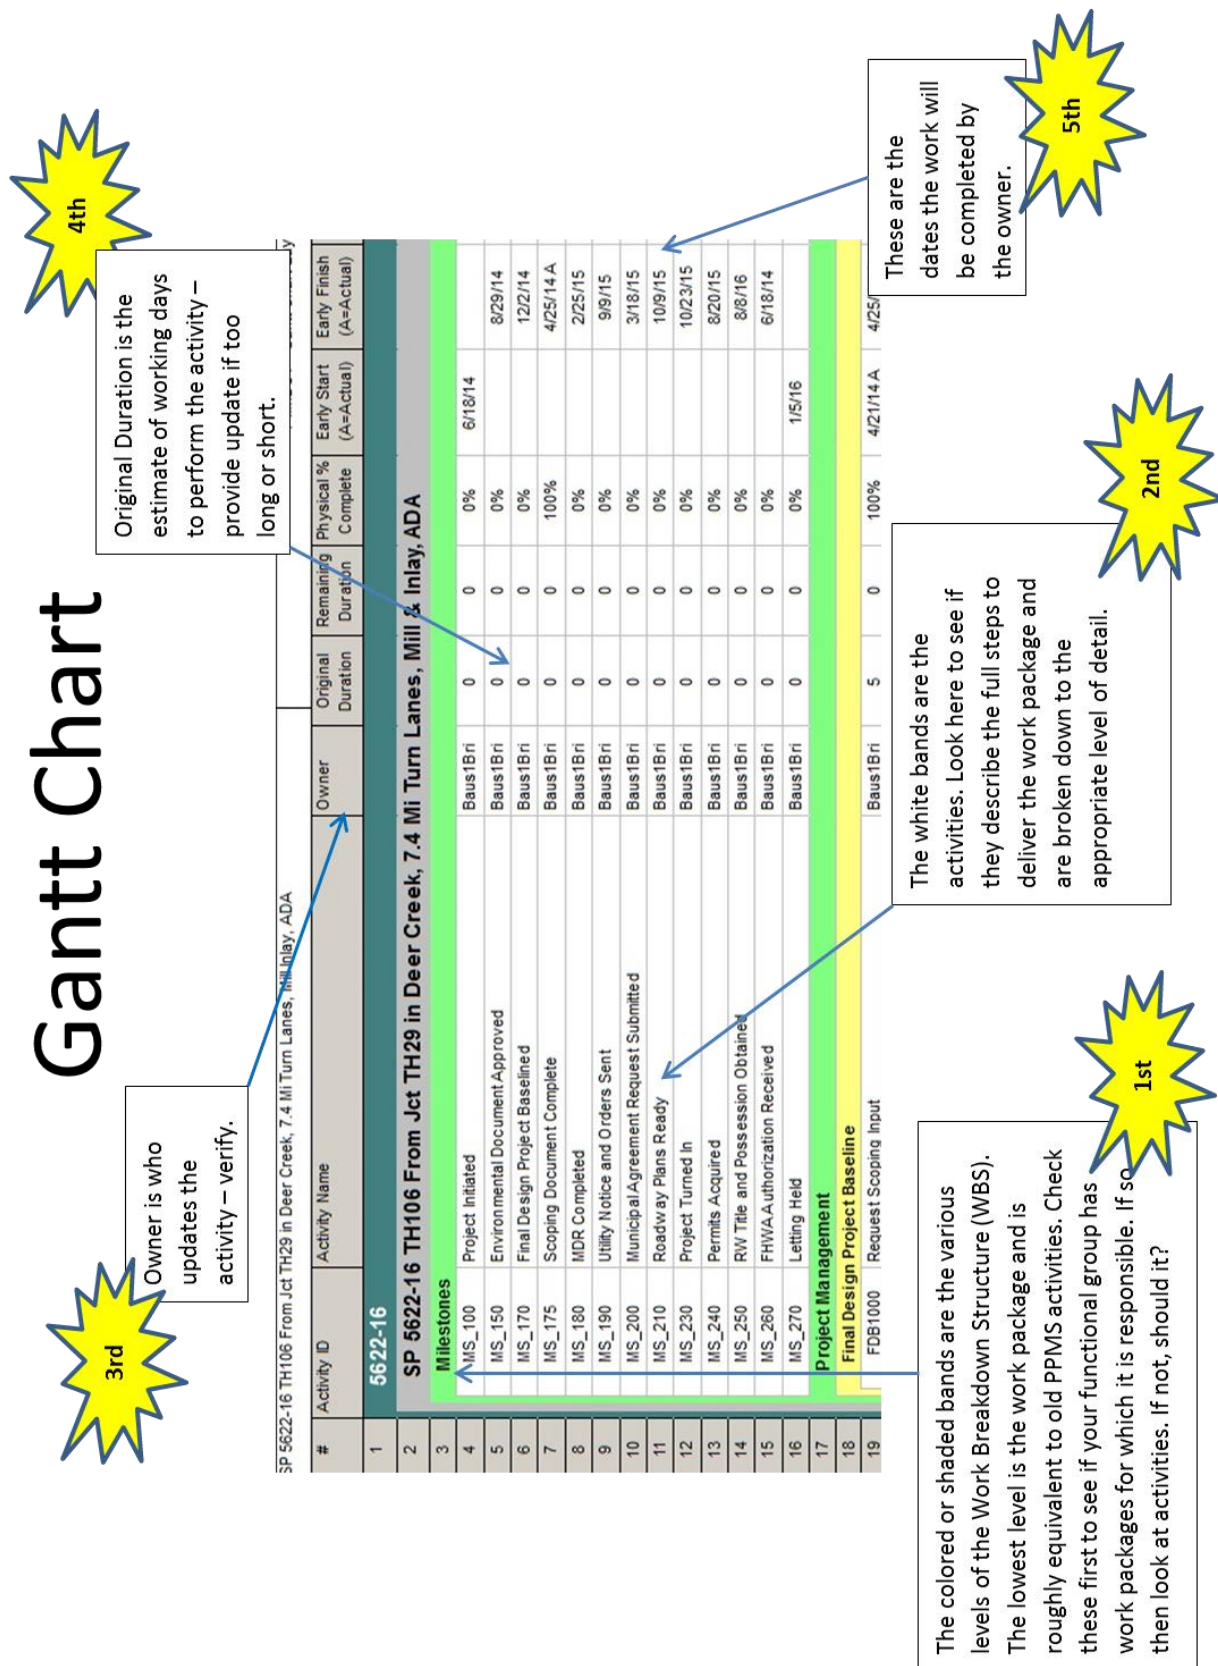 Gantt Chart
3rd
Owner is who
updates the
activity – verify.
4th
Original Duration is the
estimate of working days
to perform the activity –
provide update if too
long or short.
SP 5622-16 TH106 From Jct TH29 in Deer Creek, 7.4 Mi Turn Lanes, Mill Inlay, ADA
# Activity ID Activity Name Owner Original Duration Remaining Duration Physical % Complete Early Start (A=Actual) Early Finish (A=Actual)
1 5622-16
2 SP 5622-16 TH106 From Jct TH29 in Deer Creek, 7.4 Mi Turn Lanes, Mill & Inlay, ADA
3 Milestones
4 MS_100 Project Initiated Baus1Bri 0 0 0% 6/18/14
5 MS_150 Environmental Document Approved Baus1Bri 0 0 0% 8/29/14
6 MS_170 Final Design Project Baselined Baus1Bri 0 0 0% 12/2/14
7 MS_175 Scoping Document Complete Baus1Bri 0 0 100% 4/25/14 A
8 MS_180 MDR Completed Baus1Bri 0 0 0% 2/25/15
9 MS_190 Utility Notice and Orders Sent Baus1Bri 0 0 0% 9/9/15
10 MS_200 Municipal Agreement Request Submitted Baus1Bri 0 0 0% 3/18/15
11 MS_210 Roadway Plans Ready Baus1Bri 0 0 0% 10/9/15
12 MS_230 Project Turned In Baus1Bri 0 0 0% 10/23/15
13 MS_240 Permits Acquired Baus1Bri 0 0 0% 8/20/15
14 MS_250 RW Title and Possession Obtained Baus1Bri 0 0 0% 8/8/16
15 MS_260 FHWA Authorization Received Baus1Bri 0 0 0% 6/18/14
16 MS_270 Letting Held Baus1Bri 0 0 0% 1/5/16
17 Project Management
18 Final Design Project Baseline
19 FDB1000 Request Scoping Input Baus1Bri 5 0 100% 4/21/14 A 4/25/
The colored or shaded bands are the various
levels of the Work Breakdown Structure (WBS).
The lowest level is the work package and is
roughly equivalent to old PPMS activities. Check
these first to see if your functional group has
work packages for which it is responsible. If so
then look at activities. If not, should it?
1st
The white bands are the
activities. Look here to see if
they describe the full steps to
deliver the work package and
are broken down to the
appropriate level of detail.
2nd
These are the
dates the work will
be completed by
the owner.
5th